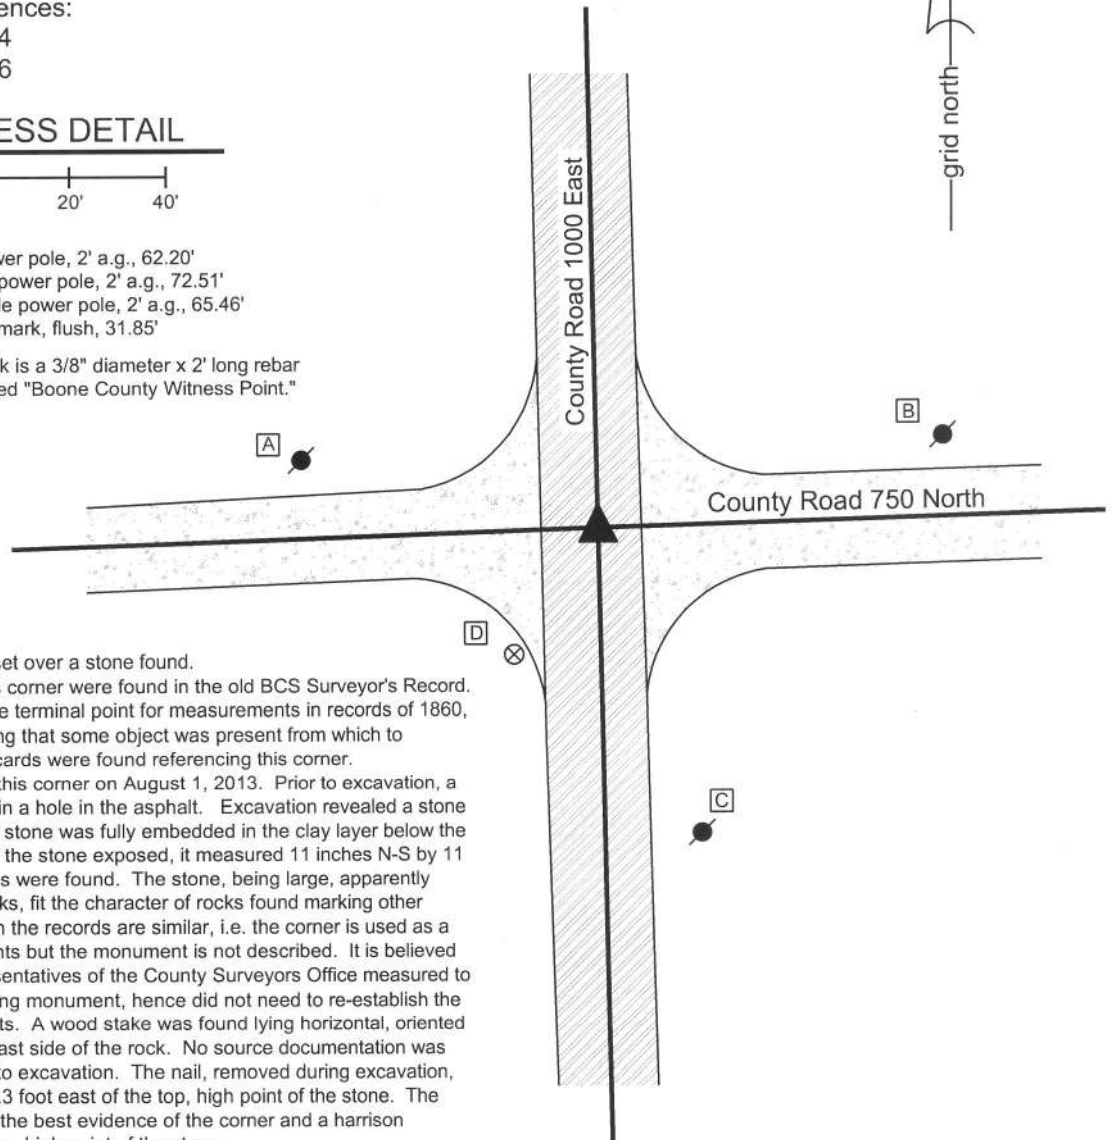 ences:
4
6
ESS DETAIL
20' 40'
ver pole, 2' a.g., 62.20'
power pole, 2' a.g., 72.51'
le power pole, 2' a.g., 65.46'
mark, flush, 31.85'
k is a 3/8" diameter x 2' long rebar
ed "Boone County Witness Point."
grid north
County Road 1000 East
A
B
County Road 750 North
D
C
et over a stone found.
s corner were found in the old BCS Surveyor's Record.
e terminal point for measurements in records of 1860,
ng that some object was present from which to
cards were found referencing this corner.
this corner on August 1, 2013. Prior to excavation, a
in a hole in the asphalt. Excavation revealed a stone
stone was fully embedded in the clay layer below the
the stone exposed, it measured 11 inches N-S by 11
s were found. The stone, being large, apparently
ks, fit the character of rocks found marking other
n the records are similar, i.e. the corner is used as a
nts but the monument is not described. It is believed
sentatives of the County Surveyors Office measured to
ng monument, hence did not need to re-establish the
ts. A wood stake was found lying horizontal, oriented
ast side of the rock. No source documentation was
to excavation. The nail, removed during excavation,
.3 foot east of the top, high point of the stone. The
the best evidence of the corner and a harrison